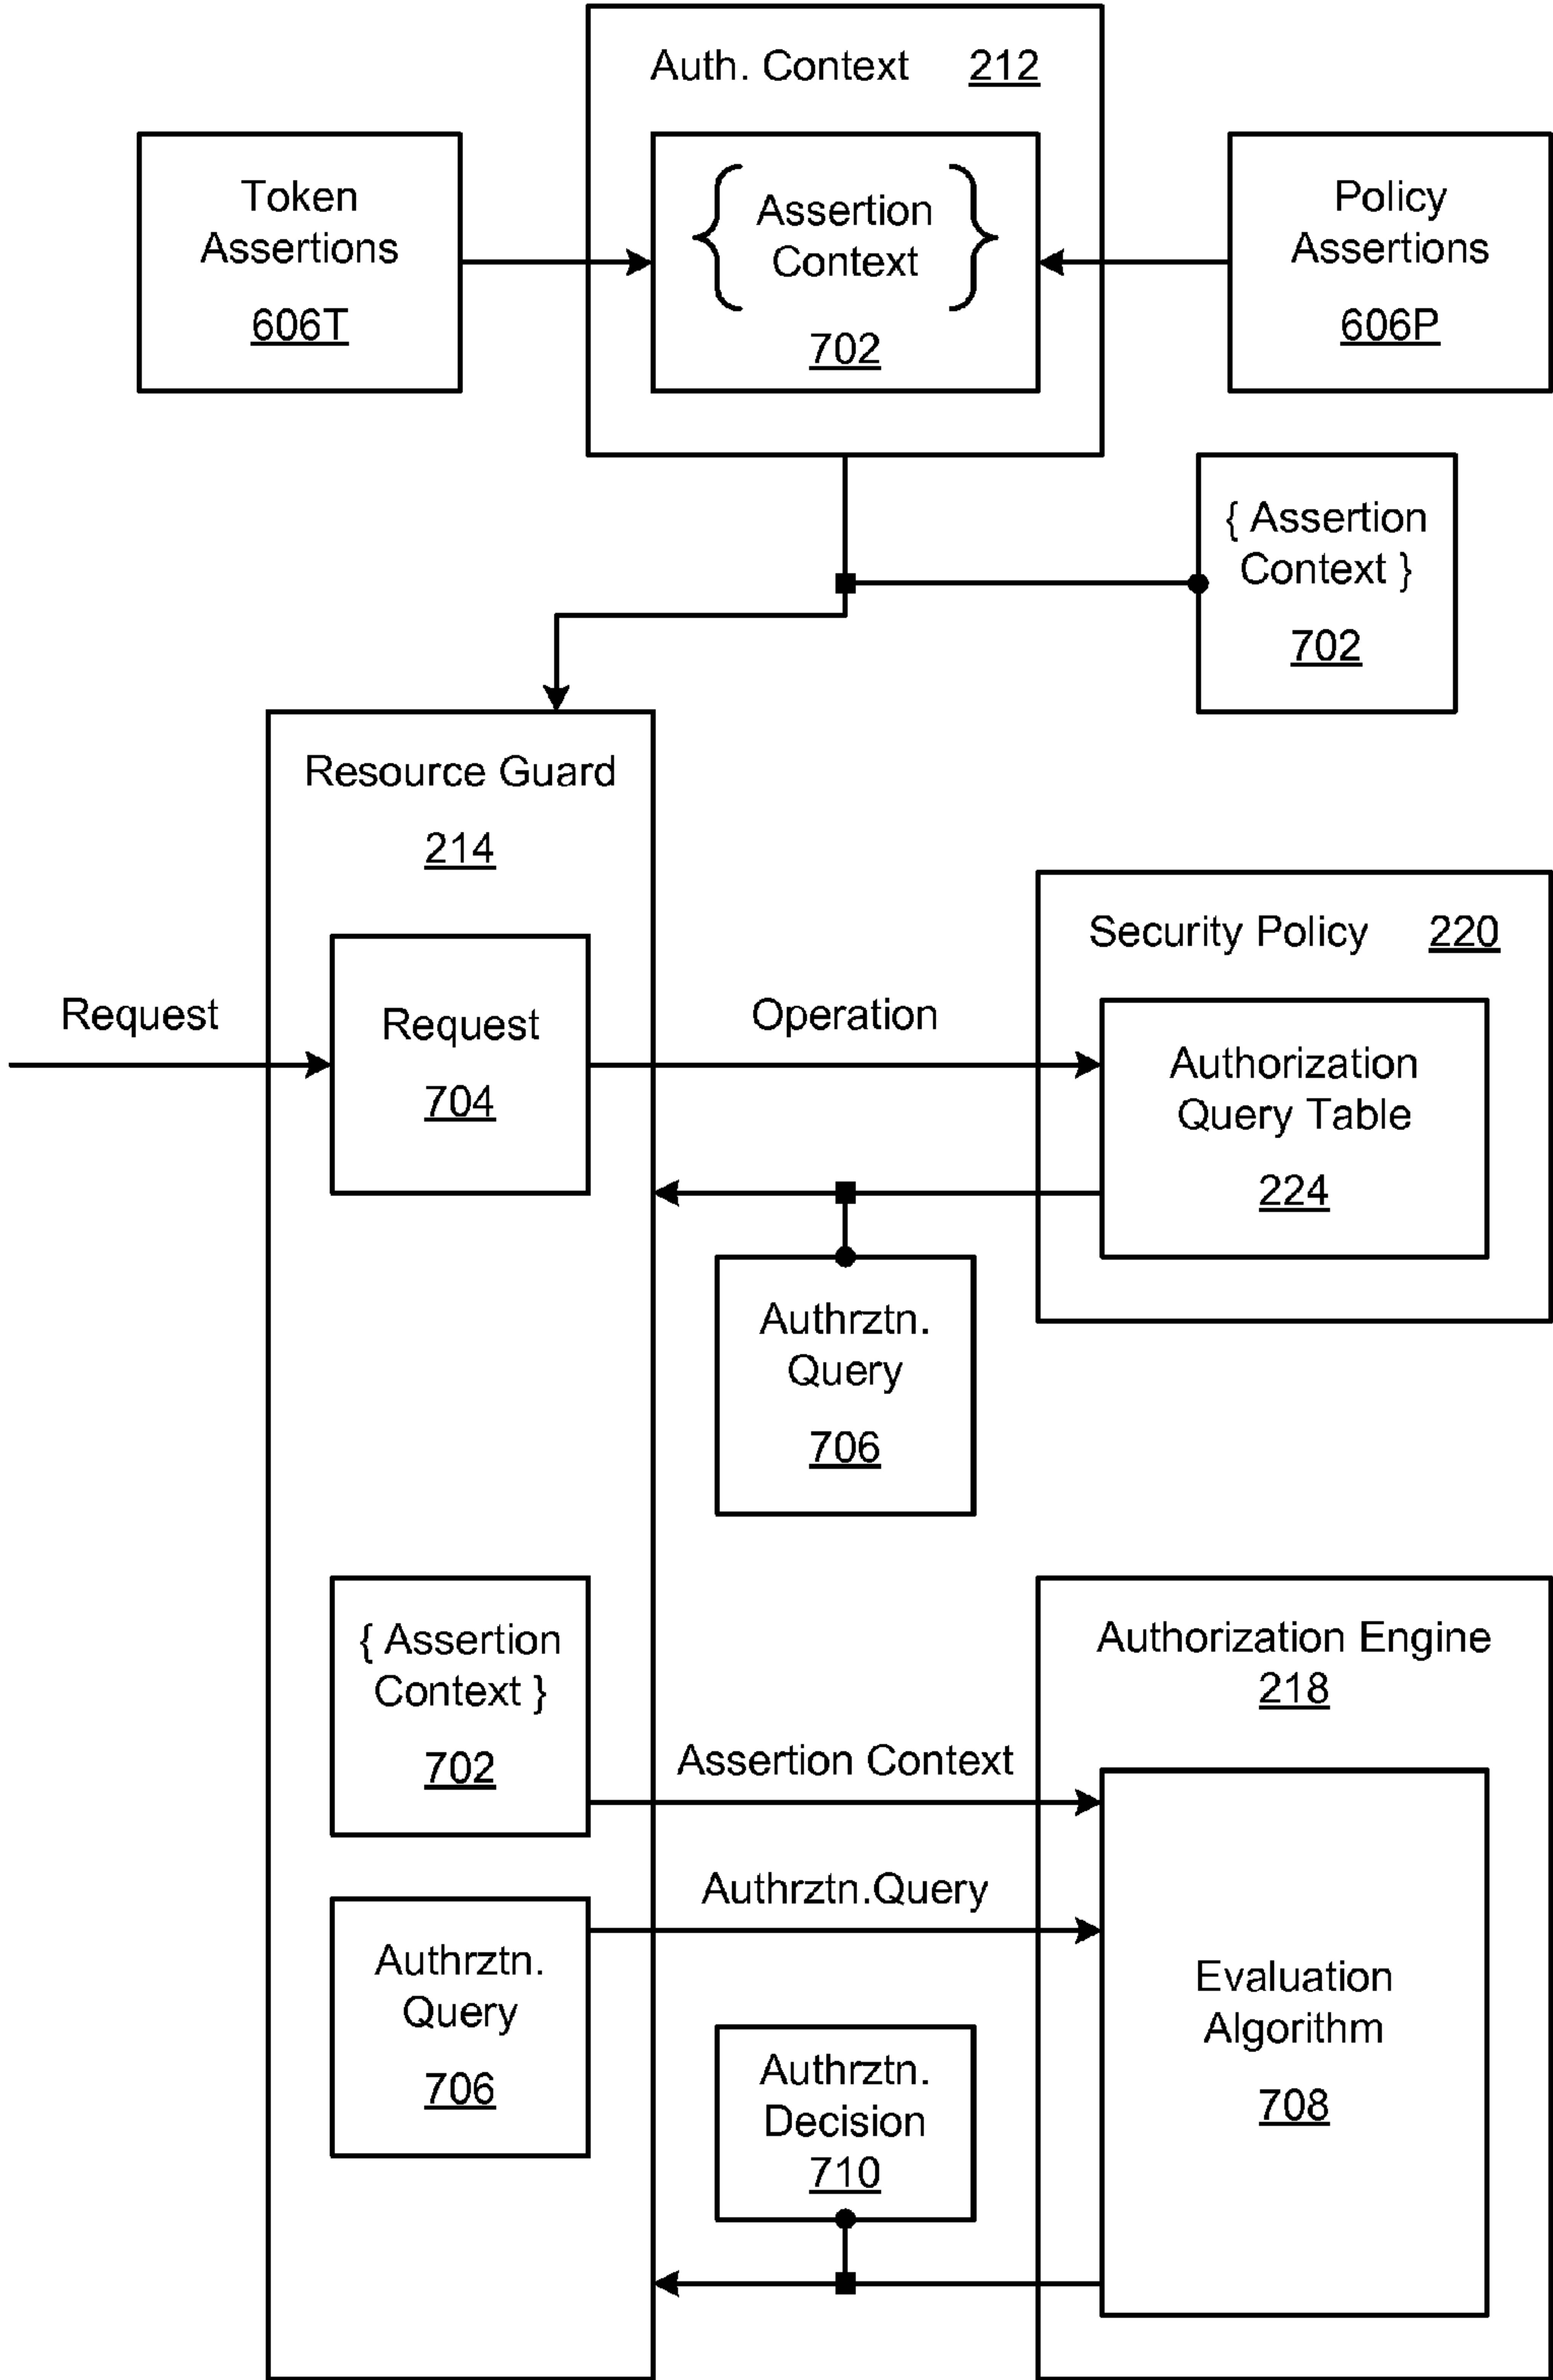 Auth. Context 212
Token
Assertions
606T
{ Assertion
Context }
702
Policy
Assertions
606P
{ Assertion
Context }
702
Resource Guard
214
Request
Request
704
Operation
Security Policy 220
Authorization
Query Table
224
Authrztn.
Query
706
{ Assertion
Context }
702
Assertion Context
Authorization Engine
218
Authrztn.Query
Authrztn.
Query
706
Evaluation
Algorithm
708
Authrztn.
Decision
710